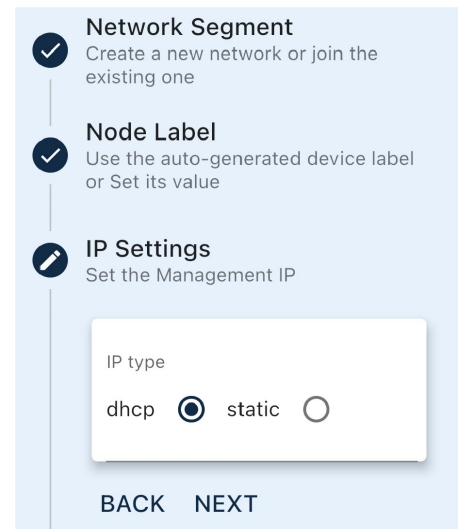 Network Segment
Create a new network or join the
existing one
Node Label
Use the auto-generated device label
or Set its value
IP Settings
Set the Management IP
IP type
dhcp static
BACK NEXT